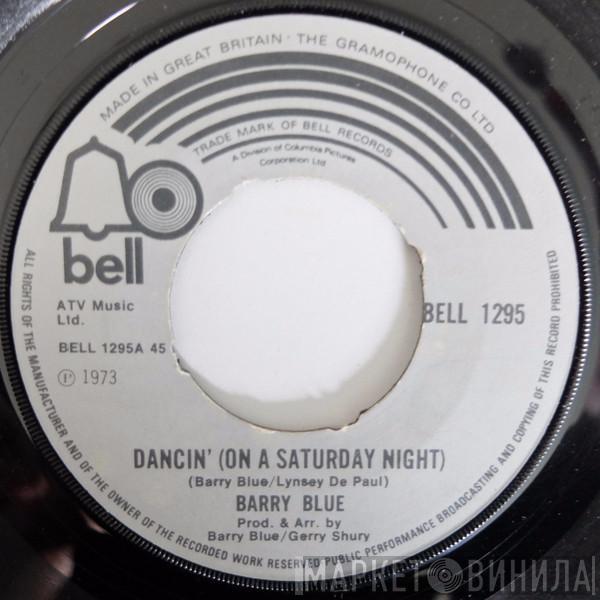 MADE IN GREAT BRITAIN · THE GRAMOPHONE CO LTD
TRADE MARK OF BELL RECORDS
A Division of Columbia Pictures
Corporation Ltd
bell
ATV Music
Ltd.
BELL 1295A 45
BELL 1295
Ⓟ 1973
DANCIN' (ON A SATURDAY NIGHT)
(Barry Blue/Lynsey De Paul)
BARRY BLUE
Prod. & Arr. by
Barry Blue/Gerry Shury
ALL RIGHTS OF THE MANUFACTURER AND OF THE OWNER OF THE RECORDED WORK RESERVED PUBLIC PERFORMANCE BROADCASTING AND COPYING OF THIS RECORD PROHIBITED
МАРКЕТ ВИНИЛА